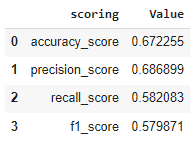 scoring Value
0 accuracy_score 0.672255
1 precision_score 0.686899
2 recall_score 0.582083
3 f1_score 0.579871